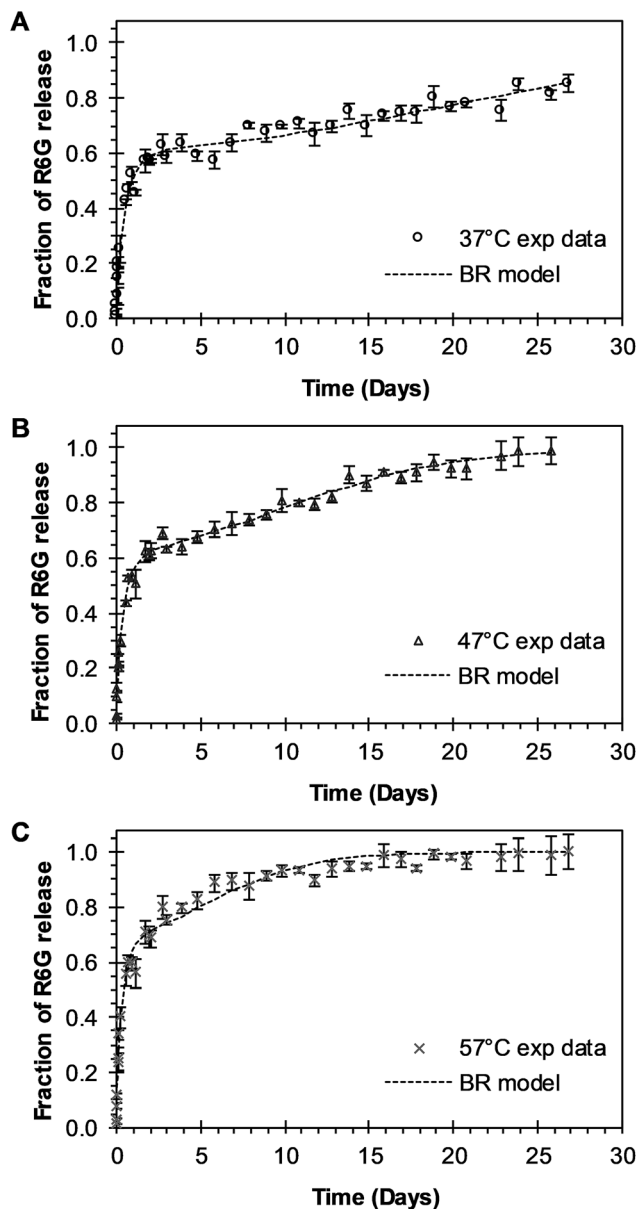 A
Fraction of R6G release
1.0
0.8
0.6
0.4
0.2
0.0
37°C exp data
BR model
0 5 10 15 20 25 30
Time (Days)
B
Fraction of R6G release
1.0
0.8
0.6
0.4
0.2
0.0
47°C exp data
BR model
0 5 10 15 20 25 30
Time (Days)
C
Fraction of R6G release
1.0
0.8
0.6
0.4
0.2
0.0
57°C exp data
BR model
0 5 10 15 20 25 30
Time (Days)